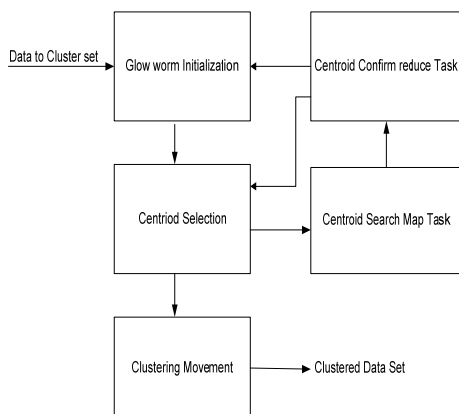 Data to Cluster set
Glow worm Initialization
Centroid Confirm reduce Task
Centriod Selection
Centroid Search Map Task
Clustering Movement
Clustered Data Set